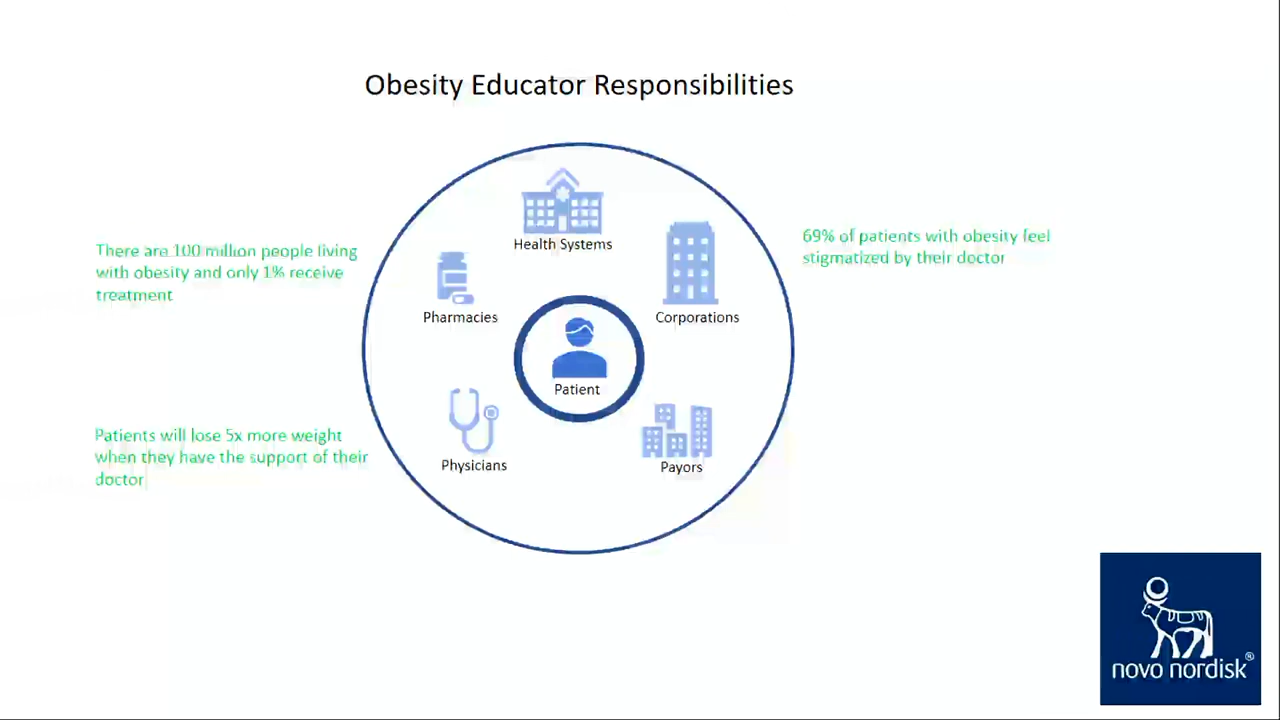 Obesity Educator Responsibilities
Health Systems
There are 100 million people living
with obesity and only 1% receive
treatment
69% of patients with obesity feel
stigmatized by their doctor
Pharmacies
Corporations
Patient
Patients will lose 5x more weight
when they have the support of their
doctor
Physicians
Payors
novo nordisk®